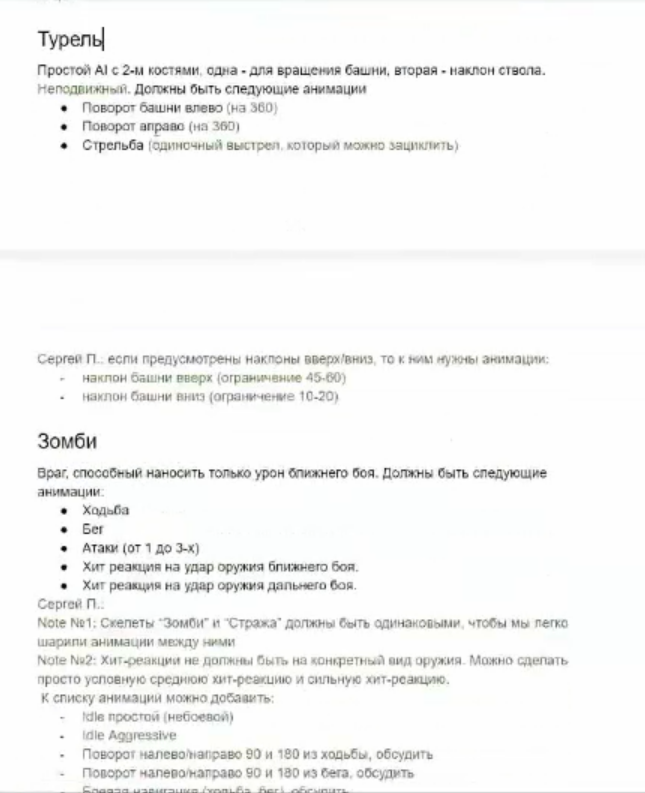 Турель
Простой AI с 2-м костями, одна - для вращения башни, вторая - наклон ствола.
Неподвижный. Должны быть следующие анимации
● Поворот башни влево (на 360)
● Поворот вправо (на 360)
● Стрельба (одиночный выстрел, который можно зациклить)
Сергей П.: если предусмотрены наклоны вверх/вниз, то к ним нужны анимации:
- наклон башни вверх (ограничение 45-60)
- наклон башни вниз (ограничение 10-20)
Зомби
Враг, способный наносить только урон ближнего боя. Должны быть следующие
анимации:
● Ходьба
● Бег
● Атаки (от 1 до 3-х)
● Хит реакция на удар оружия ближнего боя.
● Хит реакция на удар оружия дальнего боя.
Сергей П.:
Note №1: Скелеты “Зомби” и “Стража” должны быть одинаковыми, чтобы мы легко
шарили анимации между ними
Note №2: Хит-реакции не должны быть на конкретный вид оружия. Можно сделать
просто условную среднюю хит-реакцию и сильную хит-реакцию.
К списку анимаций можно добавить:
- Idle простой (небоевой)
- Idle Aggressive
- Поворот налево/направо 90 и 180 из ходьбы, обсудить
- Поворот налево/направо 90 и 180 из бега, обсудить
- Боевая навигация (ходьба, бег), обсудить